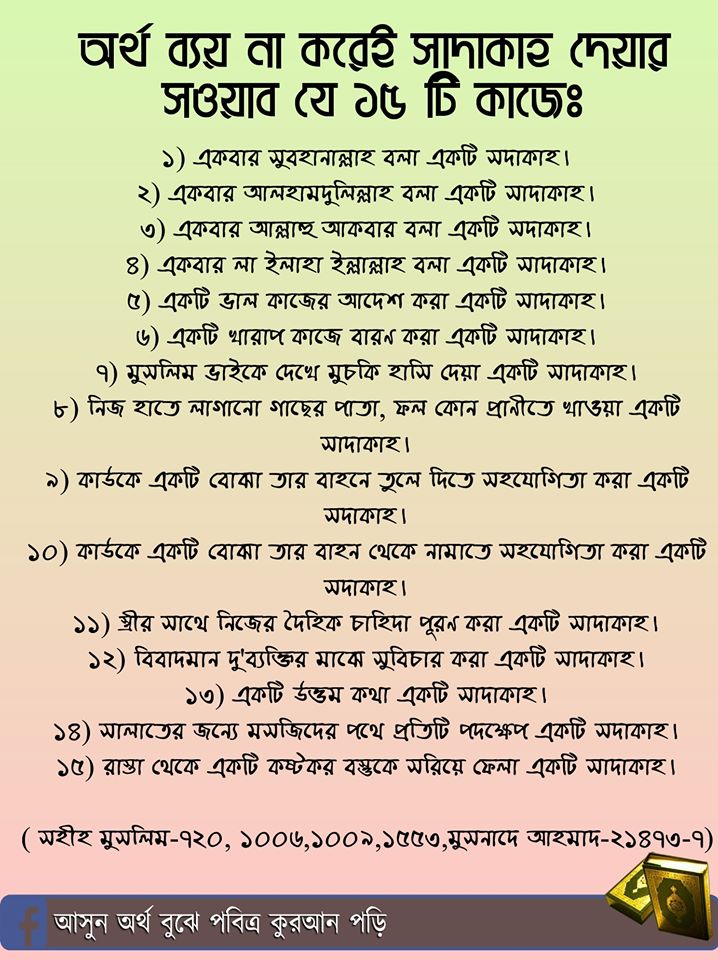 অর্থ ব্যয় না করেই সাদাকাহ দেয়ার
সওয়াব যে ১৫ টি কাজেঃ
১) একবার সুবহানাল্লাহ বলা একটি সদাকাহ।
২) একবার আলহামদুলিল্লাহ বলা একটি সাদাকাহ।
৩) একবার আল্লাহু আকবার বলা একটি সদাকাহ।
৪) একবার লা ইলাহা ইল্লাল্লাহ বলা একটি সাদাকাহ।
৫) একটি ভাল কাজের আদেশ করা একটি সাদাকাহ।
৬) একটি খারাপ কাজে বারণ করা একটি সাদাকাহ।
৭) মুসলিম ভাইকে দেখে মুচকি হাসি দেয়া একটি সাদাকাহ।
৮) নিজ হাতে লাগানো গাছের পাতা, ফল কোন প্রাণীতে খাওয়া একটি
সাদাকাহ।
৯) কাউকে একটি বোঝা তার বাহনে তুলে দিতে সহযোগিতা করা একটি
সদাকাহ।
১০) কাউকে একটি বোঝা তার বাহন থেকে নামাতে সহযোগিতা করা একটি
সদাকাহ।
১১) স্ত্রীর সাথে নিজের দৈহিক চাহিদা পূরণ করা একটি সাদাকাহ।
১২) বিবাদমান দু'ব্যক্তির মাঝে সুবিচার করা একটি সাদাকাহ।
১৩) একটি উত্তম কথা একটি সাদাকাহ।
১৪) সালাতের জন্যে মসজিদের পথে প্রতিটি পদক্ষেপ একটি সদাকাহ।
১৫) রাস্তা থেকে একটি কষ্টকর বস্তুকে সরিয়ে ফেলা একটি সাদাকাহ।
( সহীহ মুসলিম-৭২০, ১০০৬,১০০৯,১৫৫৩,মুসনাদে আহমাদ-২১৪৭৩-৭)
আসুন অর্থ বুঝে পবিত্র কুরআন পড়ি